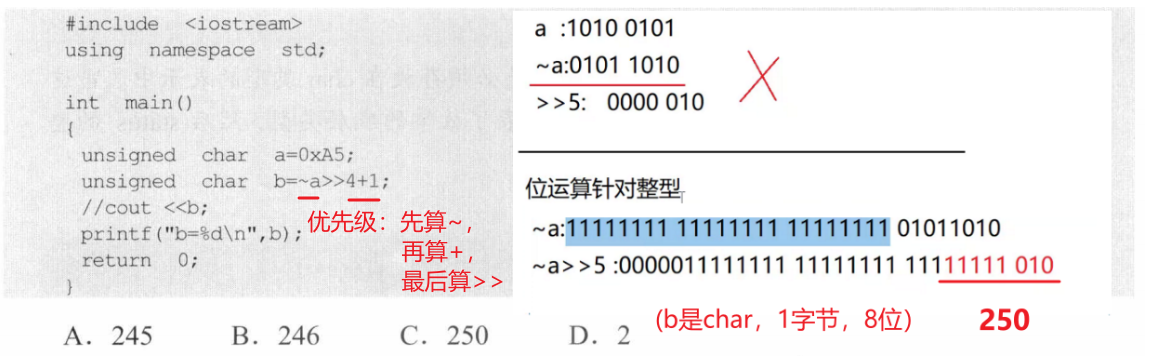 #include <iostream>
using namespace std;
int main()
{
unsigned char a=0xA5;
unsigned char b=~a>>4+1;
//cout <<b;
printf("b=%d\n",b);
return 0;
}
优先级：先算~，
再算+，
最后算>>
a :1010 0101
~a:0101 1010
>>5: 0000 010
位运算针对整型
~a:11111111 11111111 11111111 01011010
~a>>5 :0000011111111 11111111 11111111 010
(b是char，1字节，8位) 250
A. 245 B. 246 C. 250 D. 2